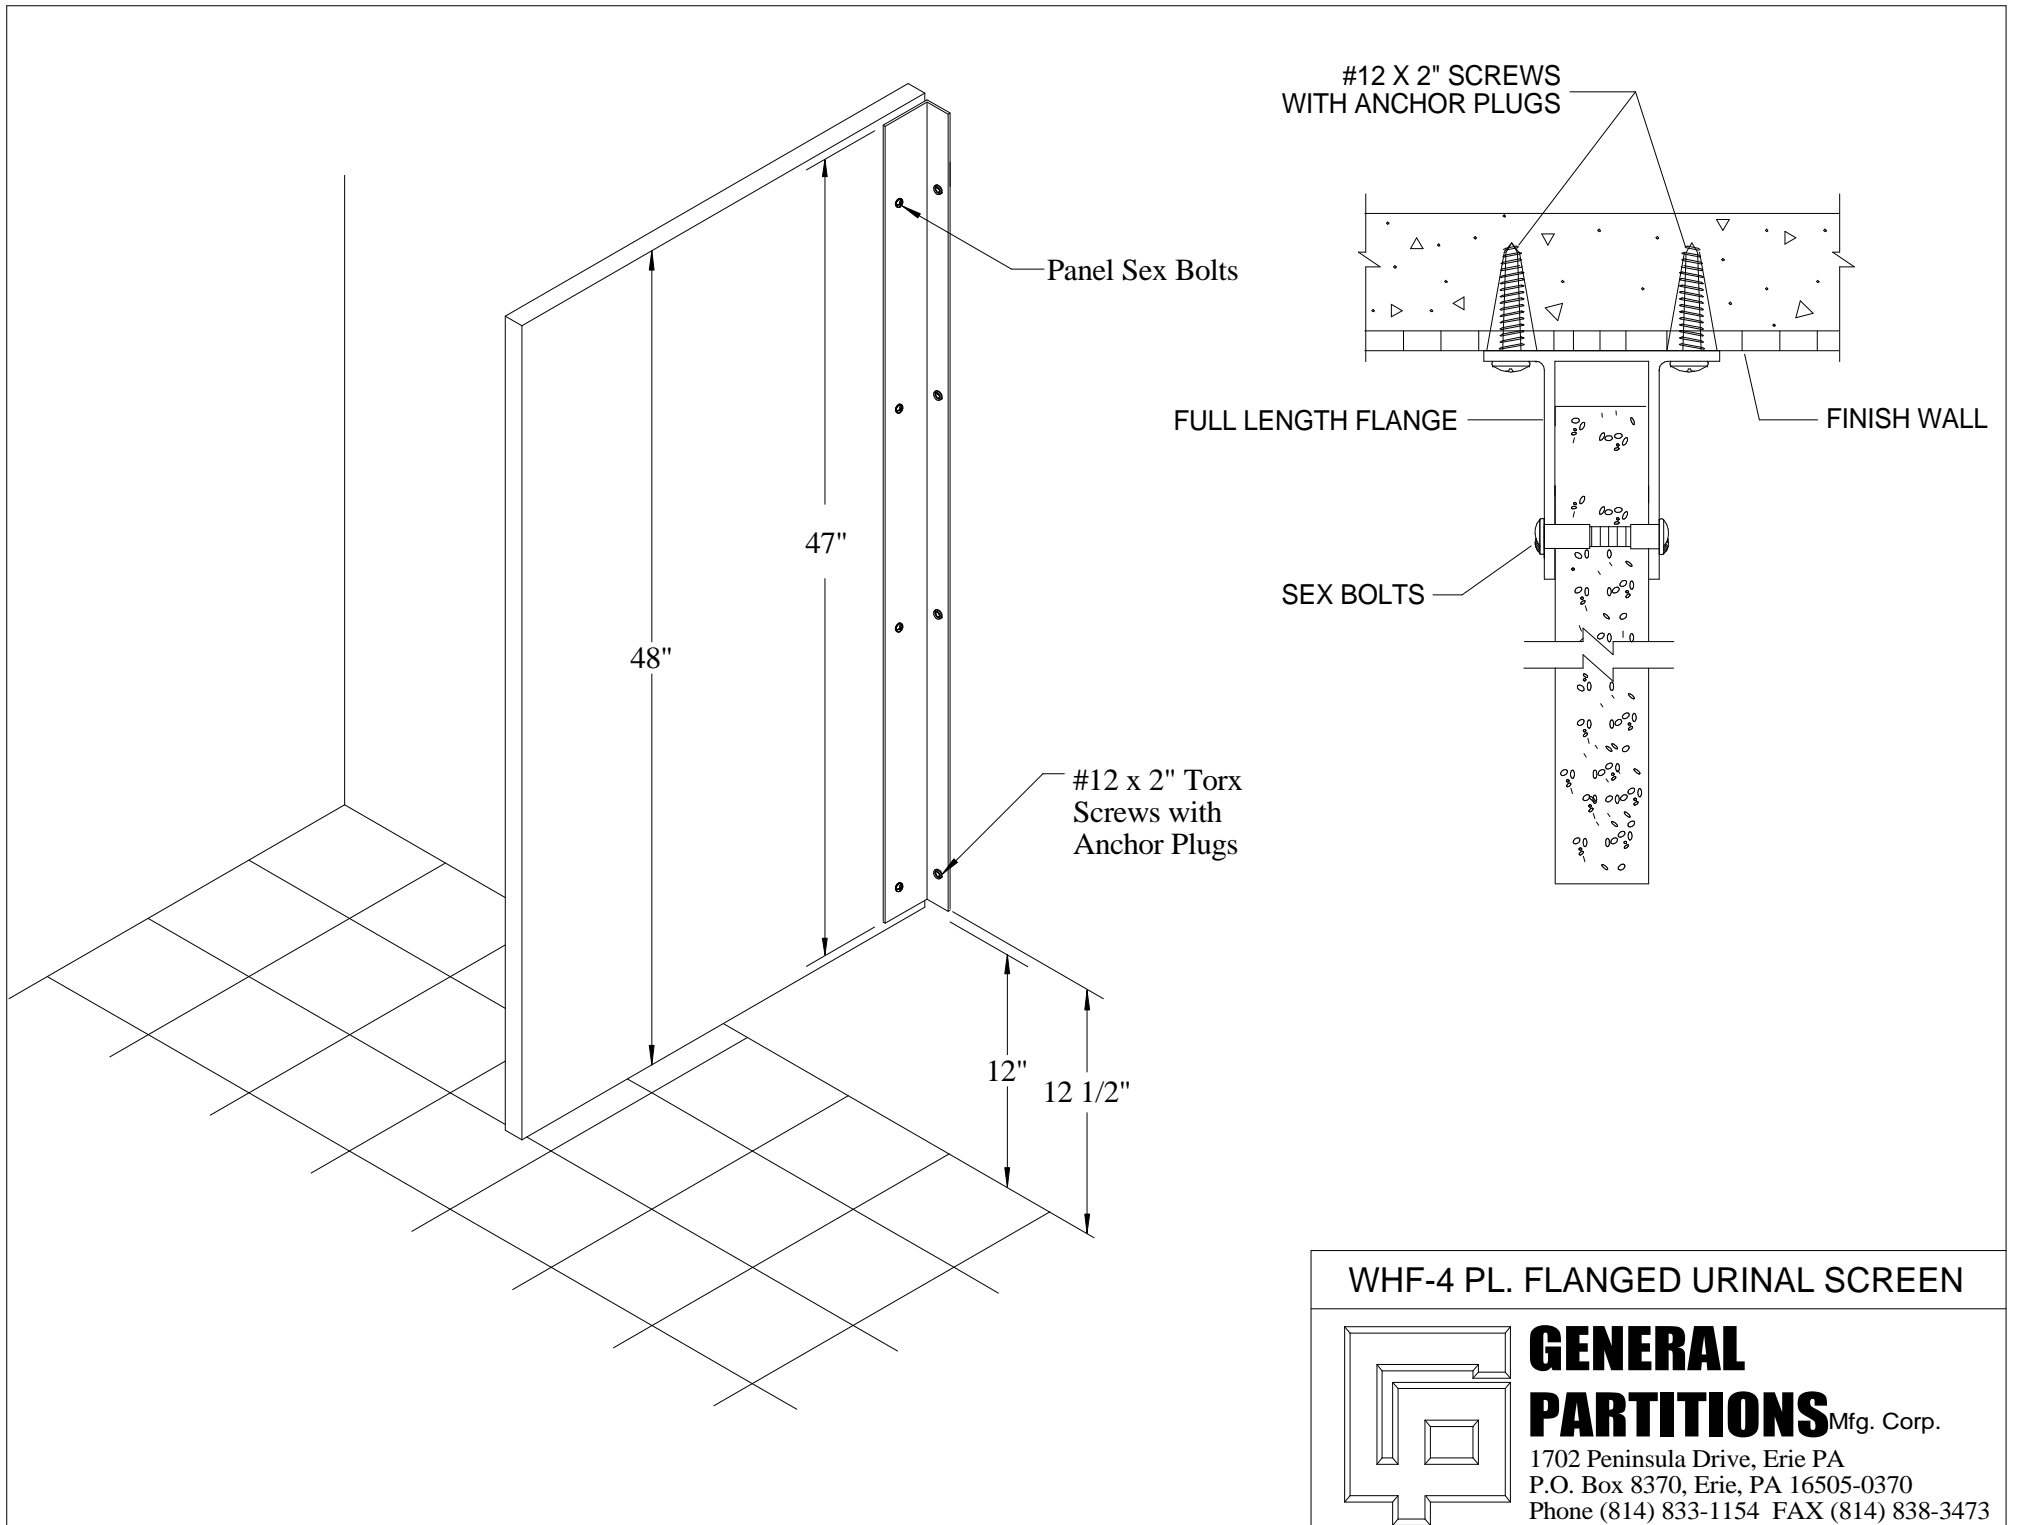 #12 X 2" SCREWS
WITH ANCHOR PLUGS
Panel Sex Bolts
FULL LENGTH FLANGE
FINISH WALL
47"
SEX BOLTS
48"
#12 x 2" Torx
Screws with
Anchor Plugs
12"
12 1/2"
WHF-4 PL. FLANGED URINAL SCREEN
GENERAL
PARTITIONS Mfg. Corp.
1702 Peninsula Drive, Erie PA
P.O. Box 8370, Erie, PA 16505-0370
Phone (814) 833-1154 FAX (814) 838-3473